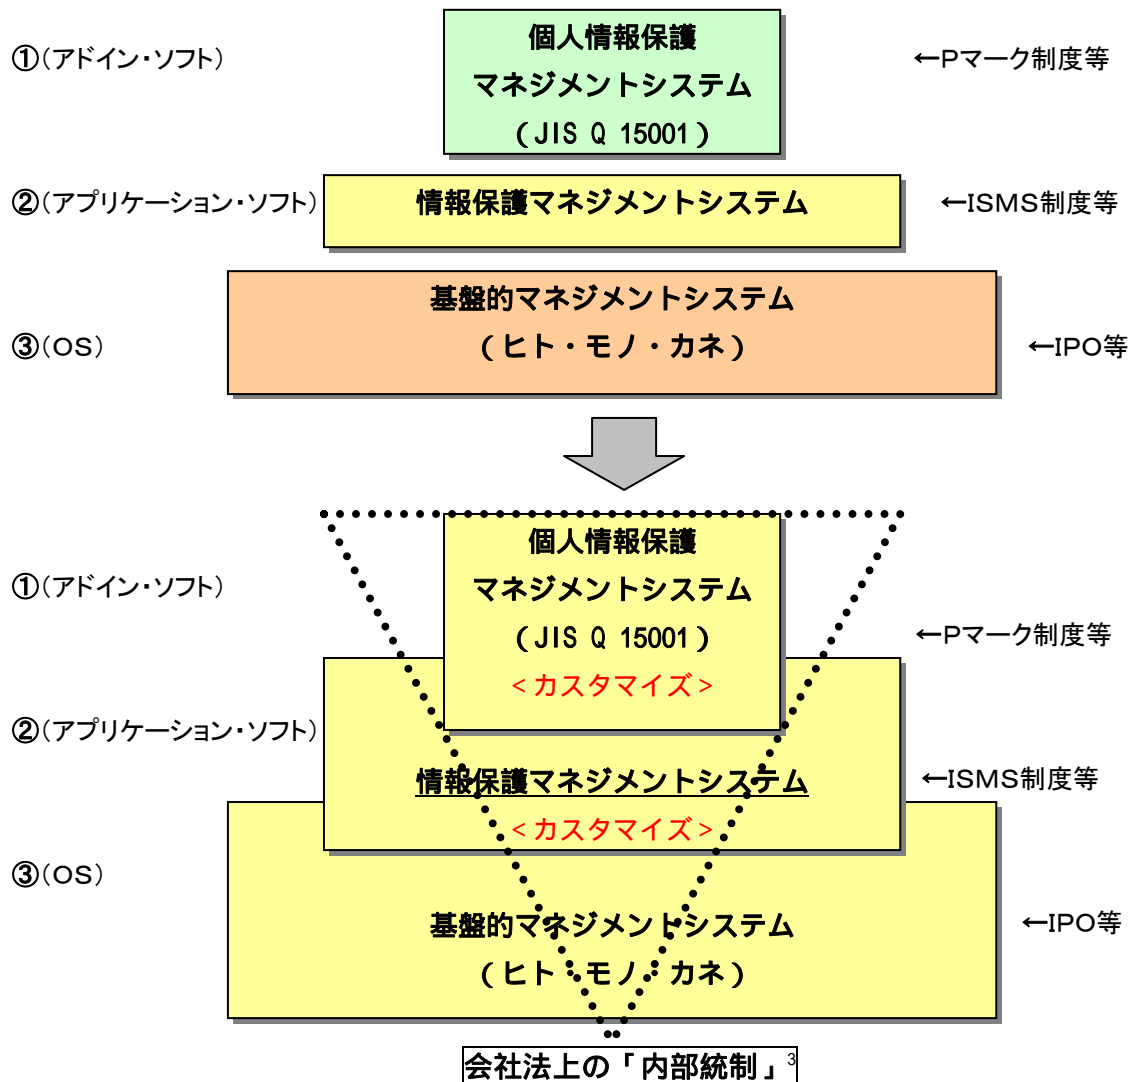 個人情報保護
①(アドイン・ソフト) マネジメントシステム ←Pマーク制度等
(JIS Q 15001)
②(アプリケーション・ソフト) 情報保護マネジメントシステム ←ISMS制度等
基盤的マネジメントシステム
③(OS) (ヒト・モノ・カネ) ←IPO等
個人情報保護
①(アドイン・ソフト) マネジメントシステム
(JIS Q 15001) ←Pマーク制度等
<カスタマイズ>
②(アプリケーション・ソフト)
情報保護マネジメントシステム ←ISMS制度等
<カスタマイズ>
③(OS)
基盤的マネジメントシステム ←IPO等
(ヒト・モノ・カネ)
会社法上の「内部統制」3